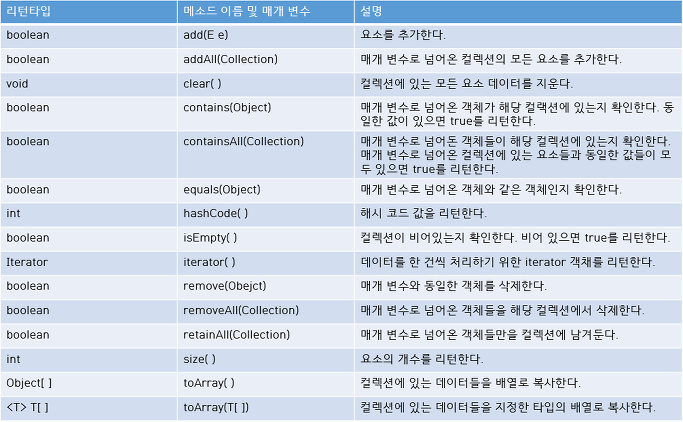 리턴타입 메소드 이름 및 매개 변수 설명
boolean add(E e) 요소를 추가한다.
boolean addAll(Collection) 매개 변수로 넘어온 컬렉션의 모든 요소를 추가한다.
void clear( ) 컬렉션에 있는 모든 요소 데이터를 지운다.
boolean contains(Object) 매개 변수로 넘어온 객체가 해당 컬렉션에 있는지 확인한다. 동
일한 값이 있으면 true를 리턴한다.
boolean containsAll(Collection) 매개 변수로 넘어돈 객체들이 해당 컬렉션에 있는지 확인한다.
매개 변수로 넘어온 컬렉션에 있는 요소들과 동일한 값들이 모
두 있으면 true를 리턴한다.
boolean equals(Object) 매개 변수로 넘어온 객체와 같은 객체인지 확인한다.
int hashCode( ) 해시 코드 값을 리턴한다.
boolean isEmpty( ) 컬렉션이 비어있는지 확인한다. 비어 있으면 true를 리턴한다.
Iterator iterator( ) 데이터를 한 건씩 처리하기 위한 iterator 객채를 리턴한다.
boolean remove(Obejct) 매개 변수와 동일한 객체를 삭제한다.
boolean removeAll(Collection) 매개 변수로 넘어온 객체들을 해당 컬렉션에서 삭제한다.
boolean retainAll(Collection) 매개 변수로 넘어온 객체들만을 컬렉션에 남겨둔다.
int size( ) 요소의 개수를 리턴한다.
Object[ ] toArray( ) 컬렉션에 있는 데이터들을 배열로 복사한다.
<T> T[ ] toArray(T[ ]) 컬렉션에 있는 데이터들을 지정한 타입의 배열로 복사한다.